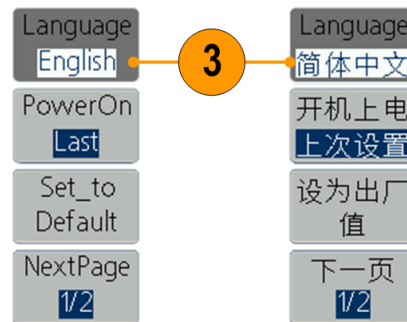 Language
English
PowerOn
Last
Set_to
Default
NextPage
1/2
3
Language
简体中文
开机上电
上次设置
设为出厂
值
下一页
1/2